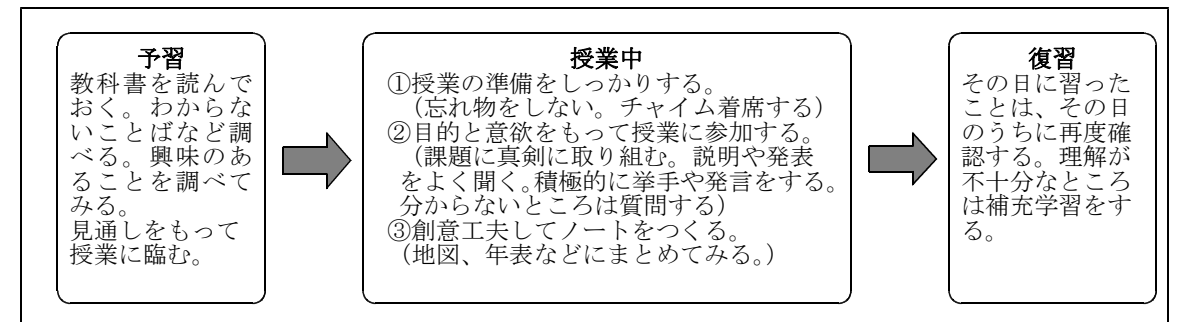 予習
教科書を読んで
おく。わからな
いことばなど調
べる。興味のあ
ることを調べて
みる。
見通しをもって
授業に臨む。
授業中
①授業の準備をしっかりする。
（忘れ物をしない。チャイム着席する）
②目的と意欲をもって授業に参加する。
（課題に真剣に取り組む。説明や発表
をよく聞く。積極的に挙手や発言をする。
分からないところは質問する）
③創意工夫してノートをつくる。
（地図、年表などにまとめてみる。）
復習
その日に習った
ことは、その日
のうちに再度確
認する。理解が
不十分なところ
は補充学習をす
る。